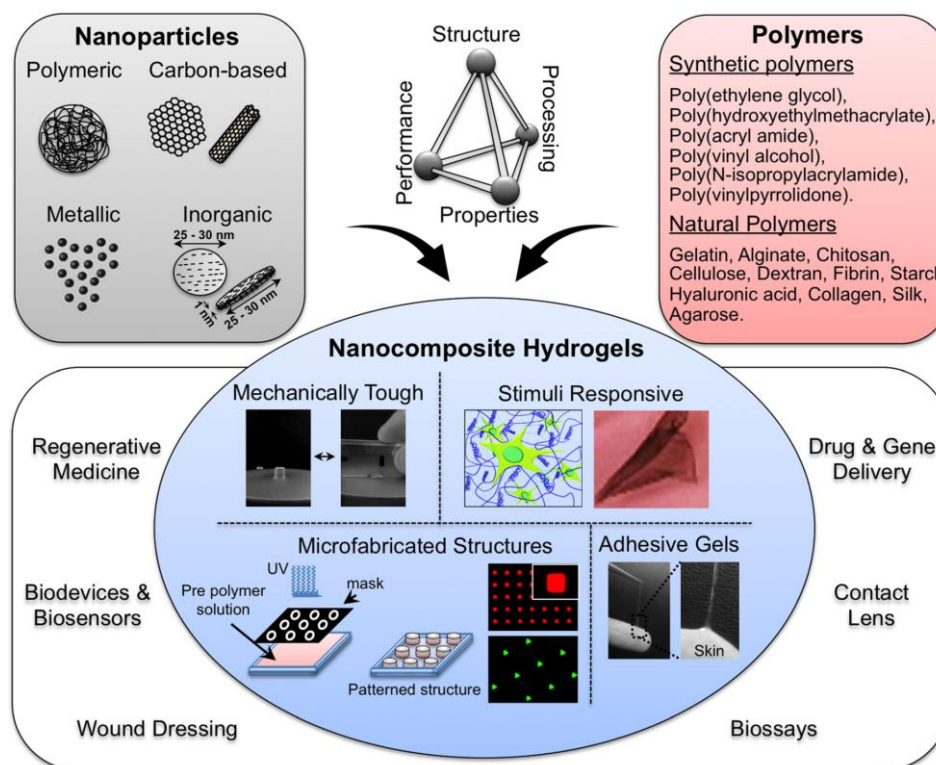 Nanoparticles
Polymeric
Carbon-based
Metallic
Inorganic
25 - 30 nm
1 nm
25 - 30 nm
Structure
Processing
Performance
Properties
Polymers
Synthetic polymers
Poly(ethylene glycol),
Poly(hydroxyethylmethacrylate),
Poly(acryl amide),
Poly(vinyl alcohol),
Poly(N-isopropylacrylamide),
Poly(vinylpyrrolidone).
Natural Polymers
Gelatin, Alginate, Chitosan,
Cellulose, Dextran, Fibrin, Starch
Hyaluronic acid, Collagen, Silk,
Agarose.
Nanocomposite Hydrogels
Mechanically Tough
Stimuli Responsive
Microfabricated Structures
UV
mask
Pre polymer
solution
Patterned structure
Adhesive Gels
Skin
Regenerative
Medicine
Biodevices &
Biosensors
Wound Dressing
Drug & Gene
Delivery
Contact
Lens
Biossays